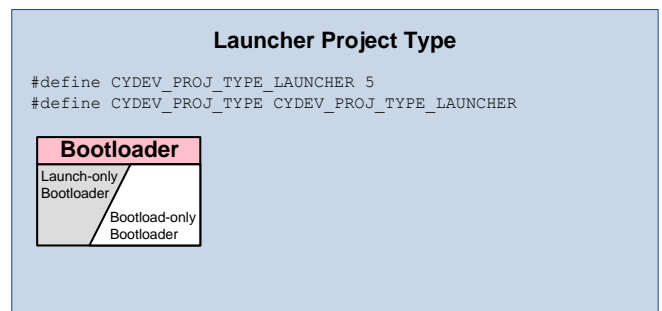 Launcher Project Type
#define CYDEV_PROJ_TYPE_LAUNCHER 5
#define CYDEV_PROJ_TYPE CYDEV_PROJ_TYPE_LAUNCHER
Bootloader
Launch-only
Bootloader
Bootload-only
Bootloader